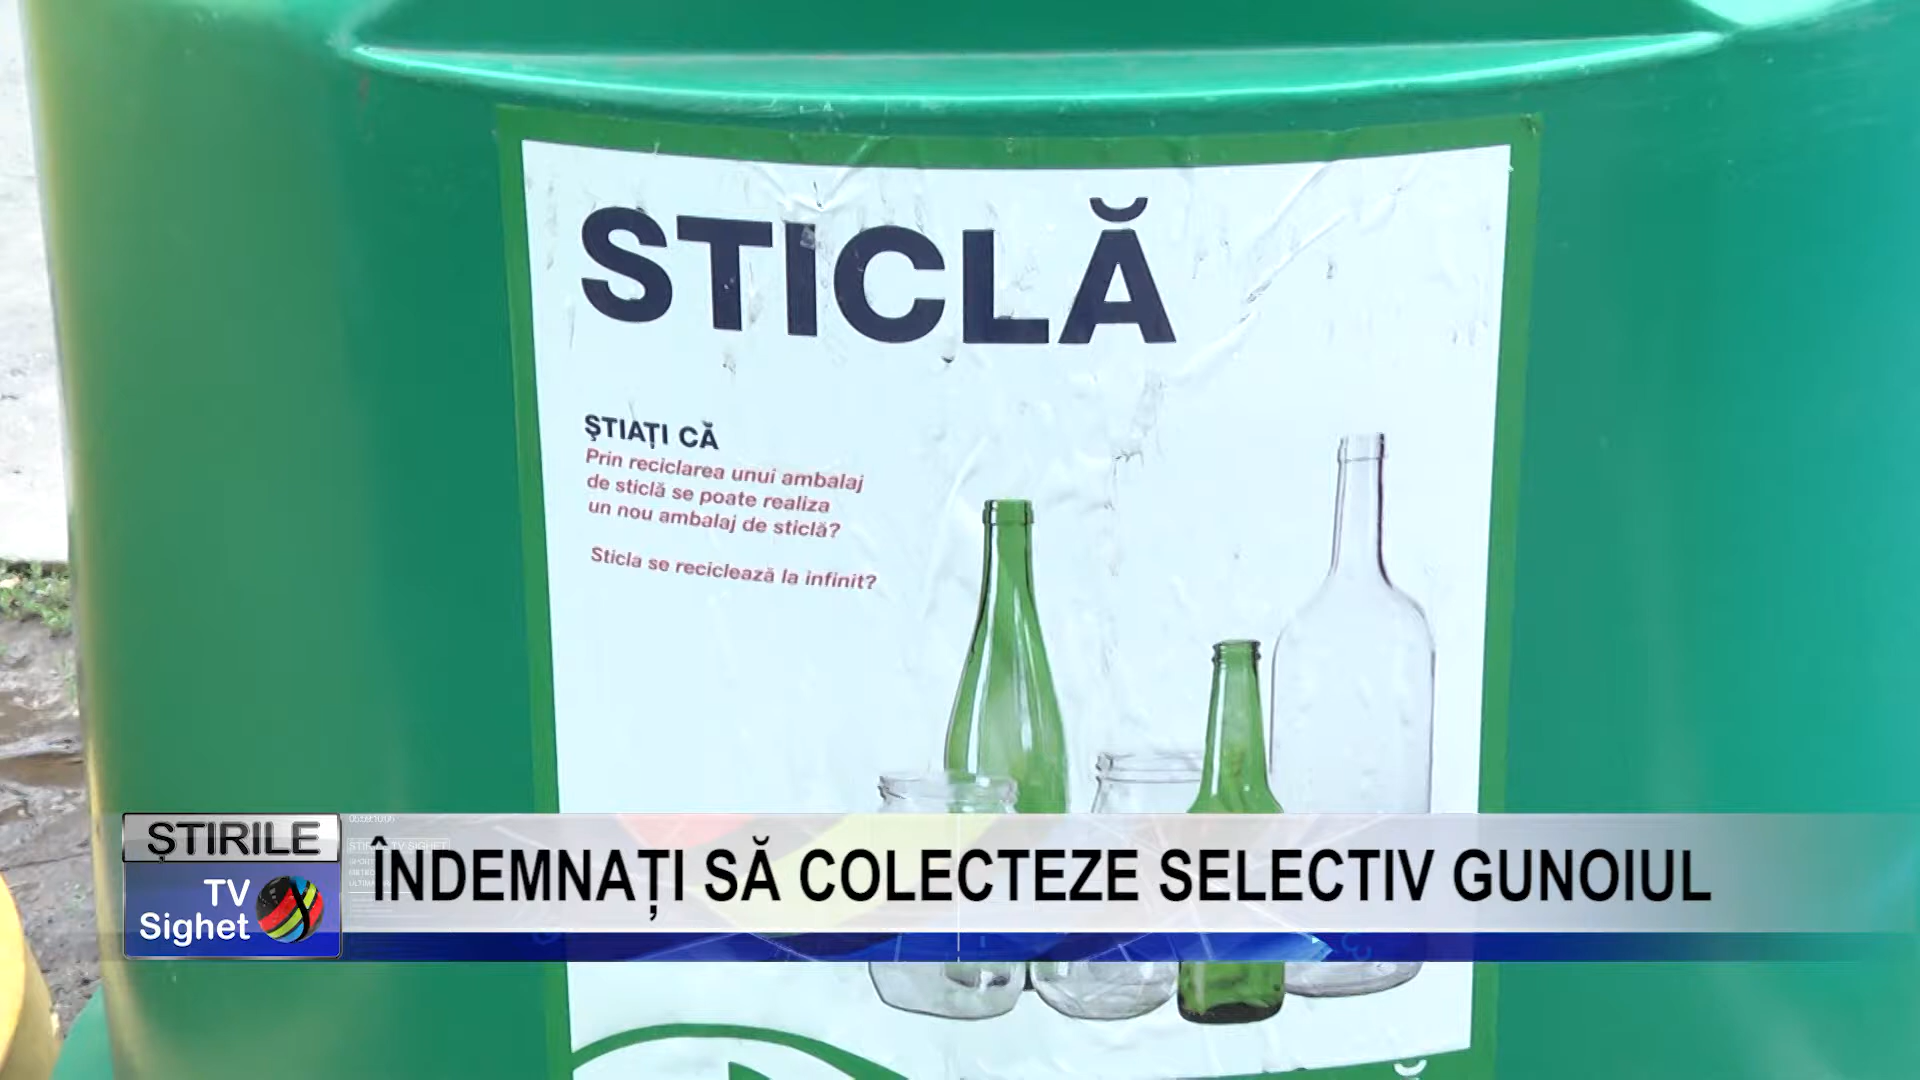 STICLĂ
ŞTIAȚI CĂ
Prin reciclarea unui ambalaj
de sticlă se poate realiza
un nou ambalaj de sticlă?
Sticla se reciclează la infinit?
ȘTIRILE
TV
Sighet
ÎNDEMNAȚI SĂ COLECTEZE SELECTIV GUNOIUL